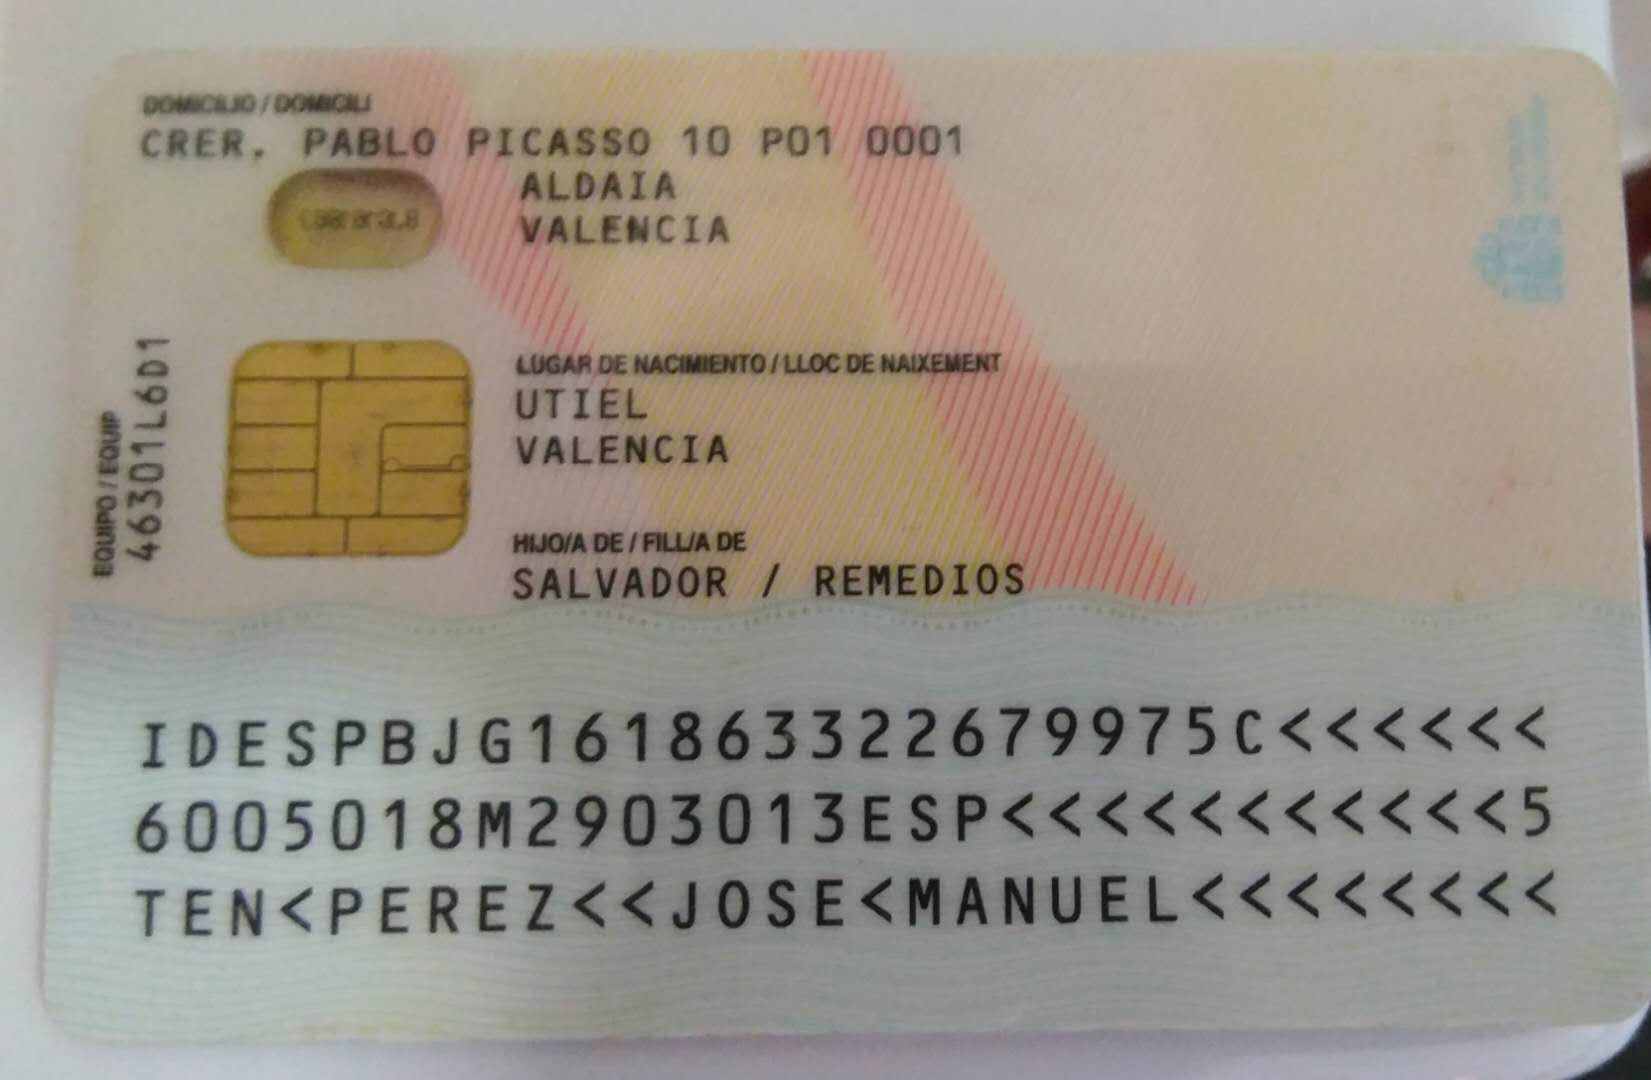 DOMICILIO / DOMICILI
CRER. PABLO PICASSO 10 P01 0001
ALDAIA
VALENCIA
EQUIPO / EQUIP
46301L6D1
LUGAR DE NACIMIENTO / LLOC DE NAIXEMENT
UTIEL
VALENCIA
HIJO/A DE / FILL/A DE
SALVADOR / REMEDIOS
IDESPBJG161863322679975C<<<<<<
6005018M2903013ESP<<<<<<<<<<<5
TEN<PEREZ<<JOSE<MANUEL<<<<<<<<